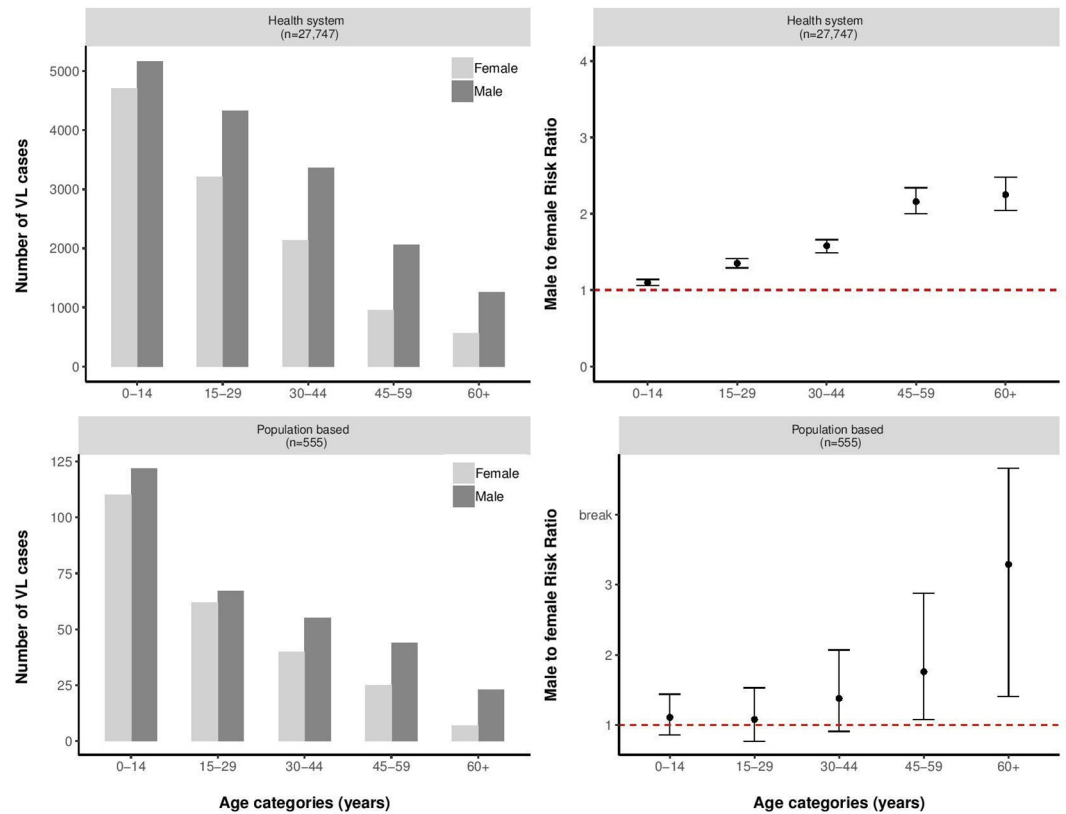 Health system
(n=27,747)
Number of VL cases
5000
4000
3000
2000
1000
0
Female
Male
0–14
15–29
30–44
45–59
60+
Health system
(n=27,747)
Male to female Risk Ratio
4
3
2
1
0
0–14
15–29
30–44
45–59
60+
Population based
(n=555)
Number of VL cases
125
100
75
50
25
0
Female
Male
0–14
15–29
30–44
45–59
60+
Age categories (years)
Population based
(n=555)
Male to female Risk Ratio
break
3
2
1
0–14
15–29
30–44
45–59
60+
Age categories (years)